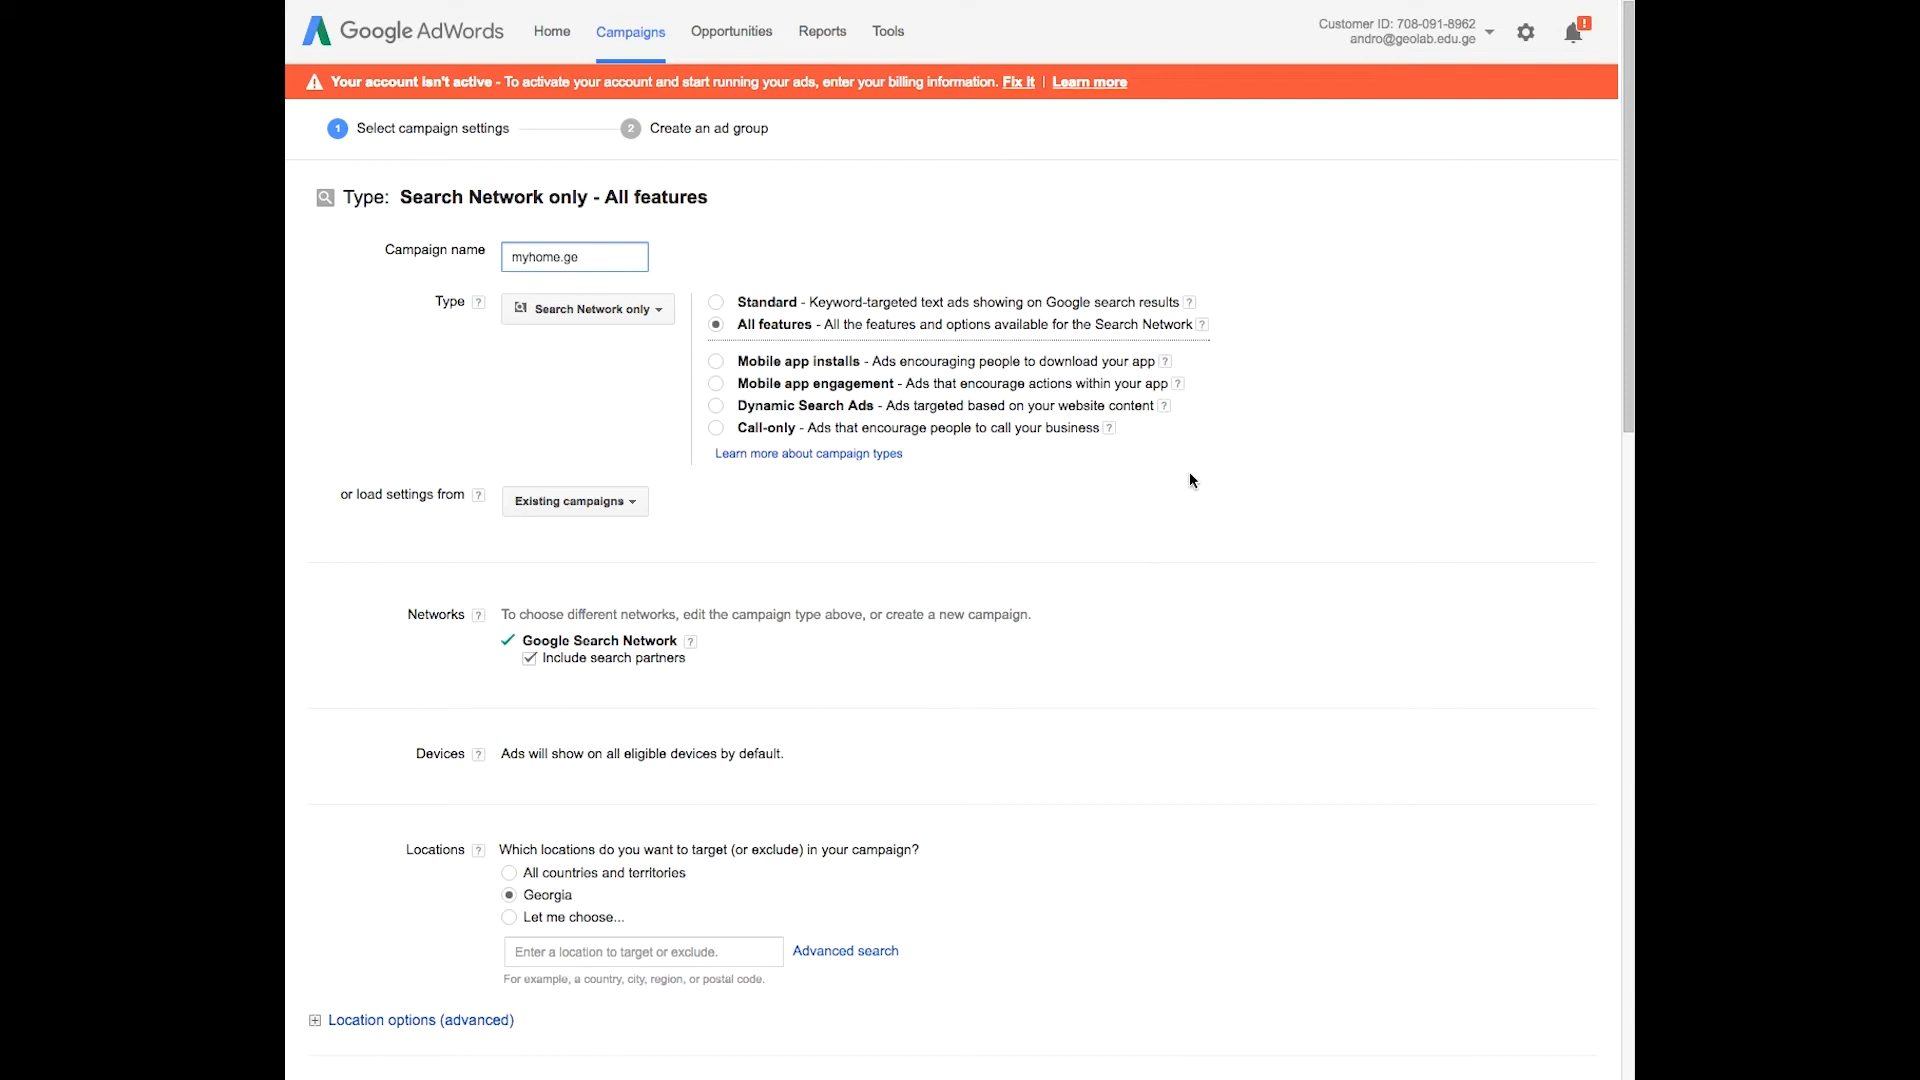 Google AdWords Home Campaigns Opportunities Reports Tools
Customer ID: 708-091-8962
andro@geolab.edu.ge
!
Your account isn't active - To activate your account and start running your ads, enter your billing information. Fix it | Learn more
1 Select campaign settings 2 Create an ad group
Type: Search Network only - All features
Campaign name myhome.ge
Type ? Search Network only
Standard - Keyword-targeted text ads showing on Google search results ?
All features - All the features and options available for the Search Network ?
Mobile app installs - Ads encouraging people to download your app ?
Mobile app engagement - Ads that encourage actions within your app ?
Dynamic Search Ads - Ads targeted based on your website content ?
Call-only - Ads that encourage people to call your business ?
Learn more about campaign types
or load settings from ? Existing campaigns
Networks ? To choose different networks, edit the campaign type above, or create a new campaign.
Google Search Network ?
Include search partners
Devices ? Ads will show on all eligible devices by default.
Locations ? Which locations do you want to target (or exclude) in your campaign?
All countries and territories
Georgia
Let me choose...
Enter a location to target or exclude. Advanced search
For example, a country, city, region, or postal code.
Location options (advanced)